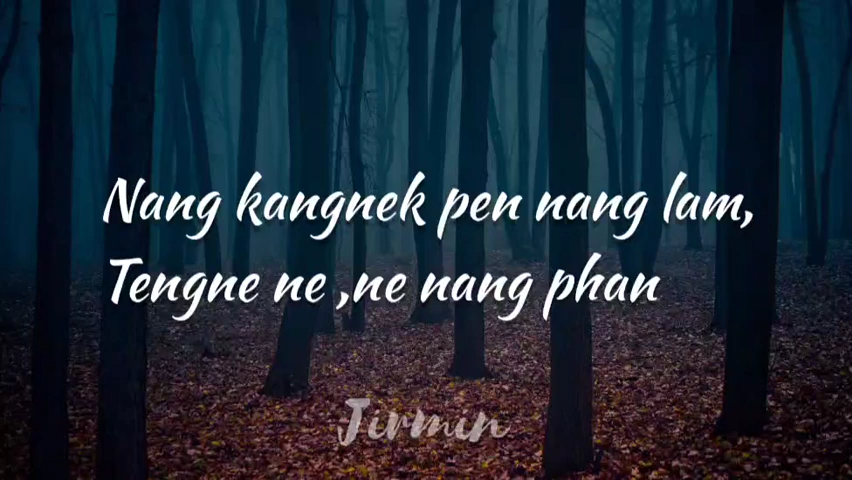 Nang kangnek pen nang lam,
Tengne ne ,ne nang phan
Jirmin